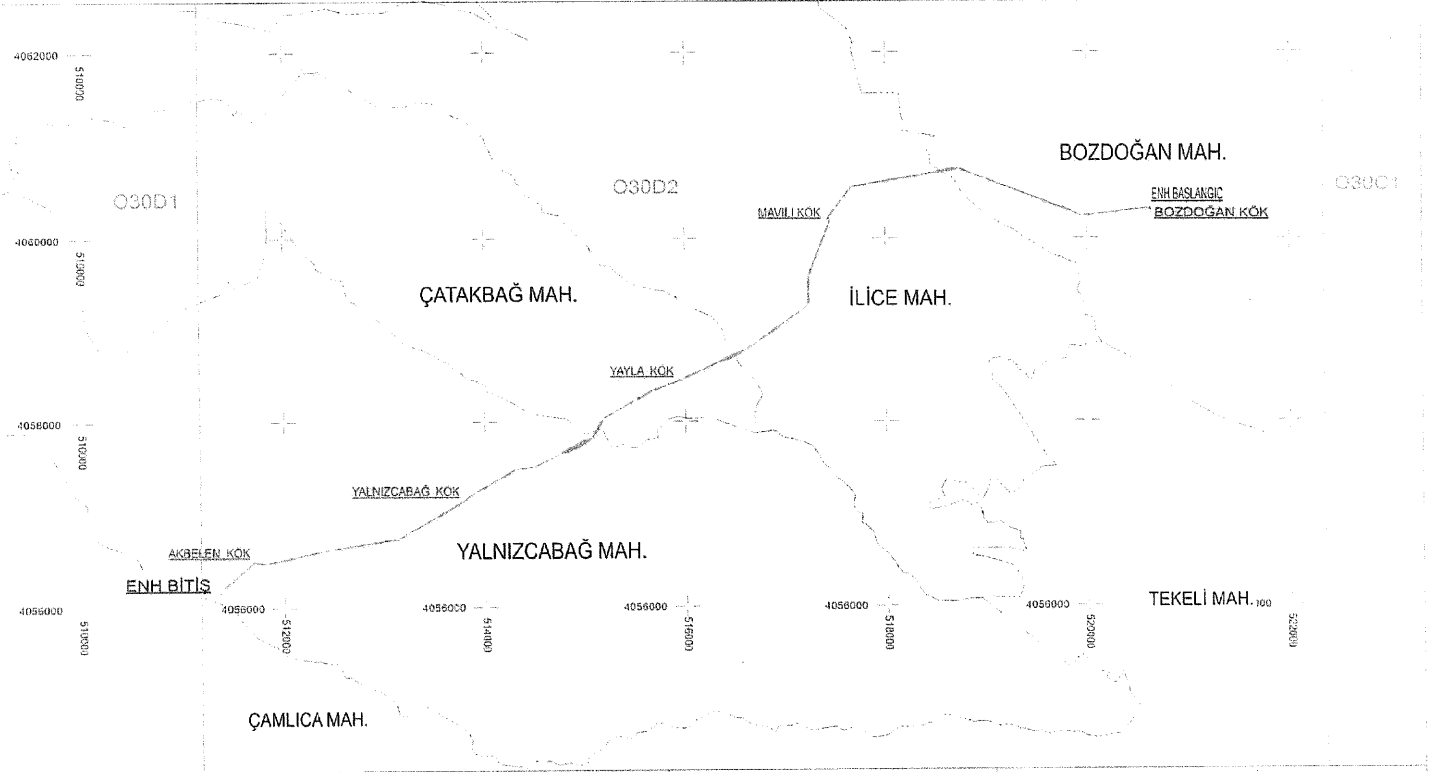 4062000
510000
BOZDOĞAN MAH.
O30D1
O30D2
O30C1
ENH BAŞLANGIÇ
BOZDOĞAN KÖK
MAVİLİ KÖK
4060000
510000
ÇATAKBAĞ MAH.
İLİCE MAH.
YAYLA KÖK
4058000
510000
YALNIZCABAĞ KÖK
YALNIZCABAĞ MAH.
AKBELEN KÖK
ENH BİTİŞ
4056000
4056000
4056000
4056000
4056000
4056000
TEKELİ MAH.
510000
512000
514000
516000
518000
520000
522000
ÇAMLICA MAH.